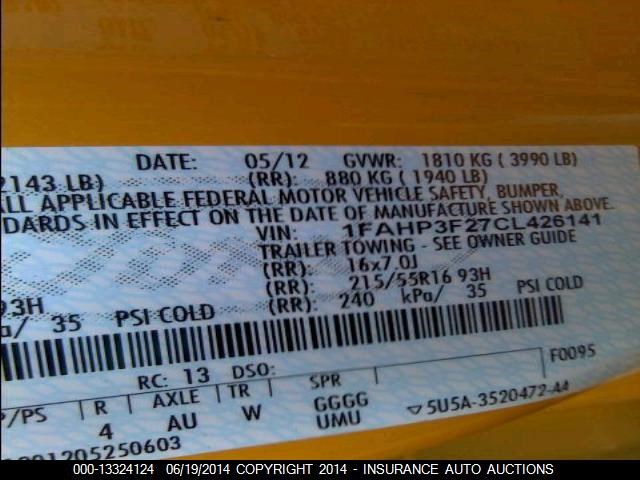 DATE: 05/12 GVWR: 1810 KG ( 3990 LB)
2143 LB) (RR): 880 KG ( 1940 LB)
ALL APPLICABLE FEDERAL MOTOR VEHICLE SAFETY, BUMPER,
DARDS IN EFFECT ON THE DATE OF MANUFACTURE SHOWN ABOVE.
VIN: 1FAHP3F27CL426141
TRAILER TOWING - SEE OWNER GUIDE
(RR): 16x7.0J
93H (RR): 215/55R16 93H
a/ 35 PSI COLD (RR): 240 kPa/ 35 PSI COLD
F0095
RC: 13 DSO:
P/PS R AXLE TR SPR
4 AU W GGGG
UMU
5U5A-3520472-44
201205250603
000-13324124 06/19/2014 COPYRIGHT 2014 - INSURANCE AUTO AUCTIONS